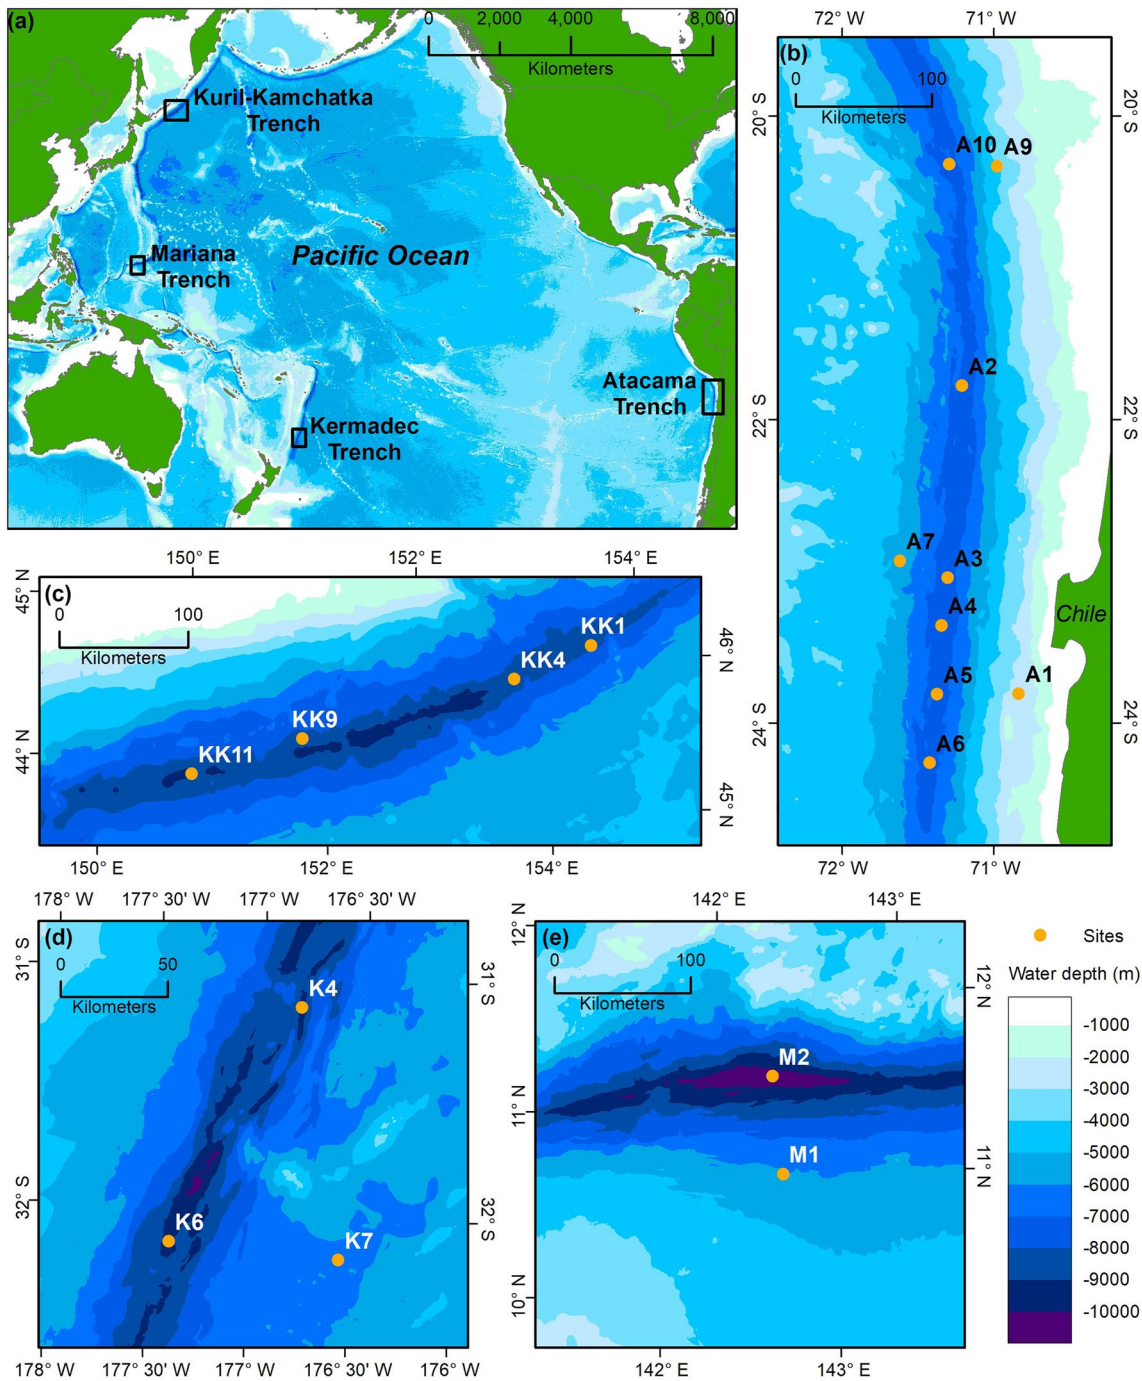 (a)
0 2,000 4,000 8,000
Kilometers
Kuril-Kamchatka
Trench
Mariana
Trench
Pacific Ocean
Atacama
Trench
Kermadec
Trench
72° W 71° W
(b)
0 100
Kilometers
20° S 20° S
A10 A9
A2
22° S 22° S
A7
A3
A4
Chile
A5 A1
24° S 24° S
A6
72° W 71° W
150° E 152° E 154° E
45° N
(c)
0 100
Kilometers
KK1
46° N
KK4
KK9
44° N
KK11
45° N
150° E 152° E 154° E
178° W 177° 30' W 177° W 176° 30' W
(d)
31° S
0 50
Kilometers
31° S
K4
32° S
K6
32° S
K7
178° W 177° 30' W 177° W 176° 30' W 176° W
142° E 143° E
12° N
(e)
0 100
Kilometers
12° N
M2
11° N
M1
11° N
10° N
142° E 143° E
Sites
Water depth (m)
-1000
-2000
-3000
-4000
-5000
-6000
-7000
-8000
-9000
-10000